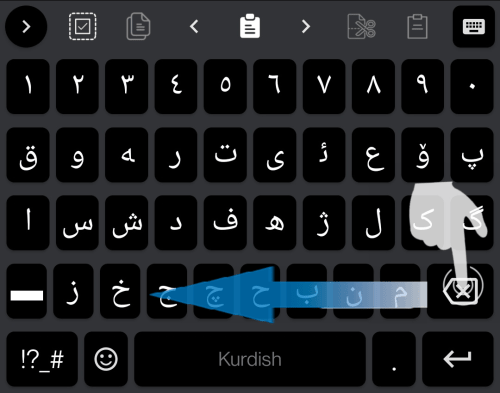 ١ ٢ ٣ ٤ ٥ ٦ ٧ ٨ ٩ ٠
ق و ە ر ت ی ئ ع ۆ پ
ا س ش د ف ھ ژ ل ک گ
ز خ ج چ ح ب ن م
!?_# Kurdish .